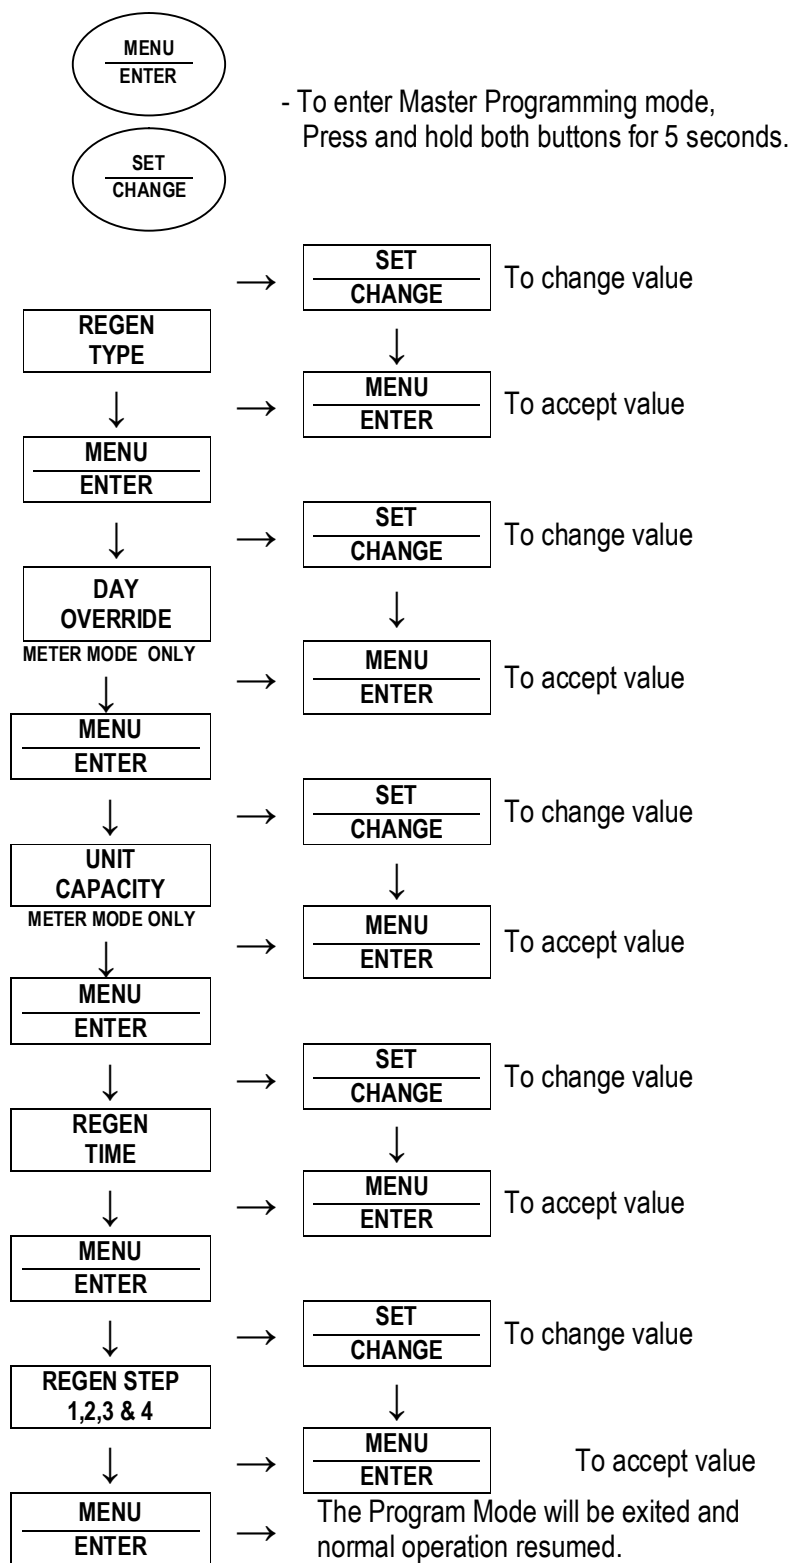 MENU
ENTER
- To enter Master Programming mode,
Press and hold both buttons for 5 seconds.
SET
CHANGE
→
SET
CHANGE
To change value
REGEN
TYPE
↓
↓
→
MENU
ENTER
To accept value
MENU
ENTER
↓
→
SET
CHANGE
To change value
DAY
OVERRIDE
METER MODE ONLY
↓
↓
→
MENU
ENTER
To accept value
MENU
ENTER
↓
→
SET
CHANGE
To change value
UNIT
CAPACITY
METER MODE ONLY
↓
↓
→
MENU
ENTER
To accept value
MENU
ENTER
↓
→
SET
CHANGE
To change value
REGEN
TIME
↓
↓
→
MENU
ENTER
To accept value
MENU
ENTER
↓
→
SET
CHANGE
To change value
REGEN STEP
1,2,3 & 4
↓
↓
→
MENU
ENTER
To accept value
MENU
ENTER
→
The Program Mode will be exited and
normal operation resumed.